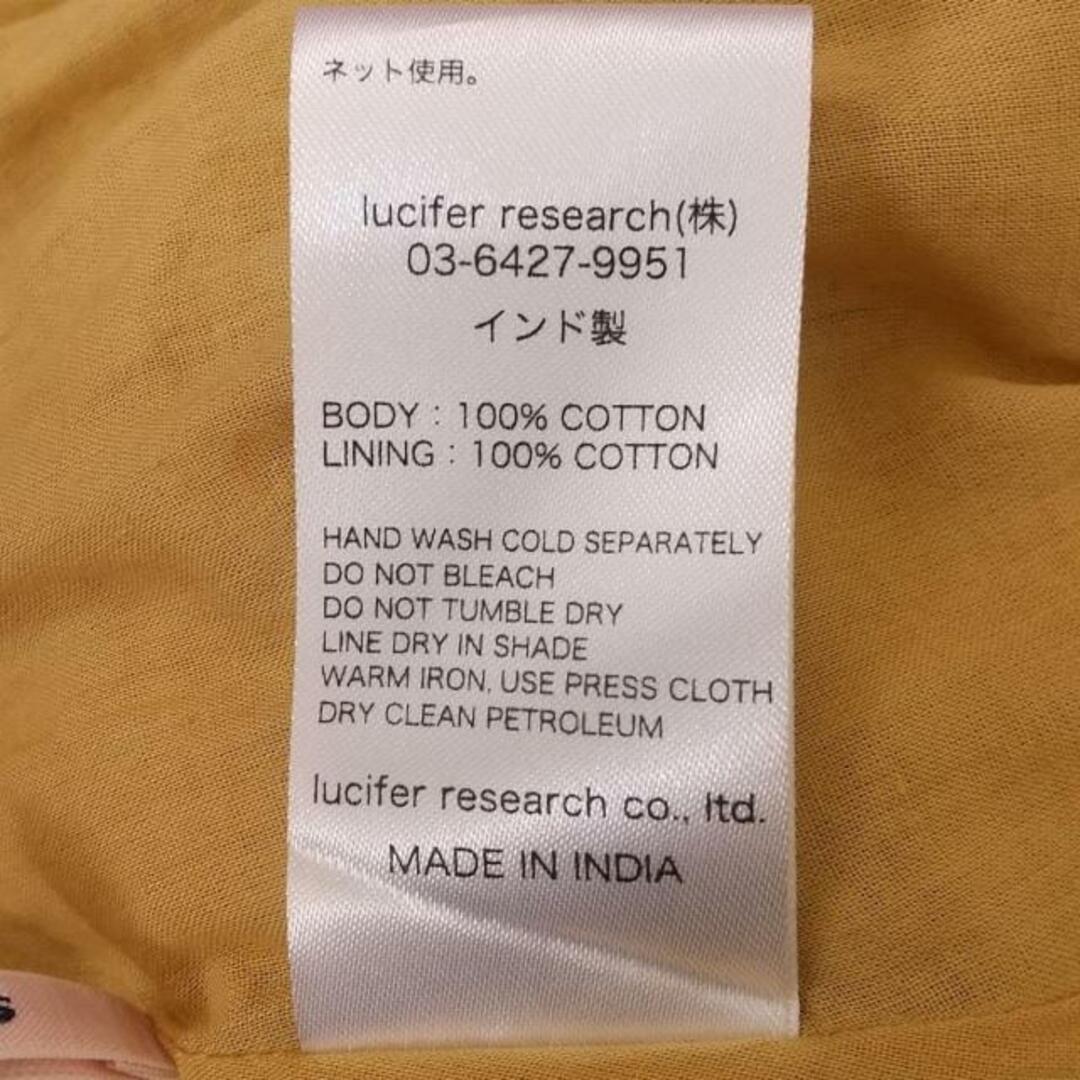 ネット使用。
lucifer research(株)
03-6427-9951
インド製
BODY : 100% COTTON
LINING : 100% COTTON
HAND WASH COLD SEPARATELY
DO NOT BLEACH
DO NOT TUMBLE DRY
LINE DRY IN SHADE
WARM IRON, USE PRESS CLOTH
DRY CLEAN PETROLEUM
lucifer research co., ltd.
MADE IN INDIA